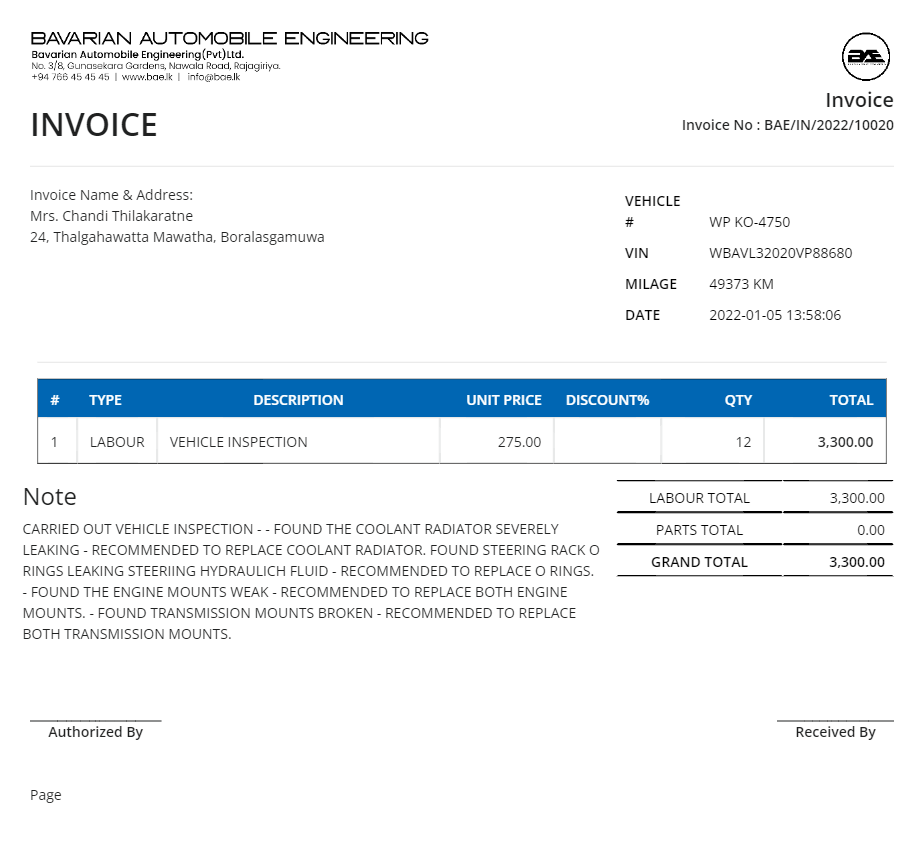 BAVARIAN AUTOMOBILE ENGINEERING
Bavarian Automobile Engineering(Pvt)Ltd.
No. 3/8, Gunasekara Gardens, Nawala Road, Rajagiriya.
+94 766 45 45 45 | www.bae.lk | info@bae.lk
BAE
Invoice
INVOICE
Invoice No : BAE/IN/2022/10020
Invoice Name & Address:
Mrs. Chandi Thilakaratne
24, Thalgahawatta Mawatha, Boralasgamuwa
VEHICLE
# WP KO-4750
VIN WBAVL32020VP88680
MILAGE 49373 KM
DATE 2022-01-05 13:58:06
# TYPE DESCRIPTION UNIT PRICE DISCOUNT% QTY TOTAL
1 LABOUR VEHICLE INSPECTION 275.00 12 3,300.00
Note
CARRIED OUT VEHICLE INSPECTION - - FOUND THE COOLANT RADIATOR SEVERELY
LEAKING - RECOMMENDED TO REPLACE COOLANT RADIATOR. FOUND STEERING RACK O
RINGS LEAKING STEERIING HYDRAULICH FLUID - RECOMMENDED TO REPLACE O RINGS.
- FOUND THE ENGINE MOUNTS WEAK - RECOMMENDED TO REPLACE BOTH ENGINE
MOUNTS. - FOUND TRANSMISSION MOUNTS BROKEN - RECOMMENDED TO REPLACE
BOTH TRANSMISSION MOUNTS.
LABOUR TOTAL 3,300.00
PARTS TOTAL 0.00
GRAND TOTAL 3,300.00
Authorized By
Received By
Page